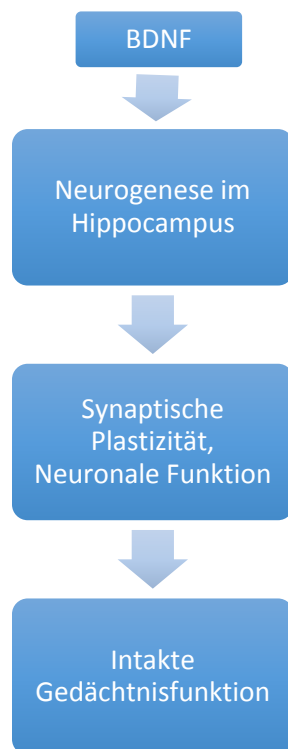 BDNF
Neurogenese im
Hippocampus
Synaptische
Plastizität,
Neuronale Funktion
Intakte
Gedächtnisfunktion